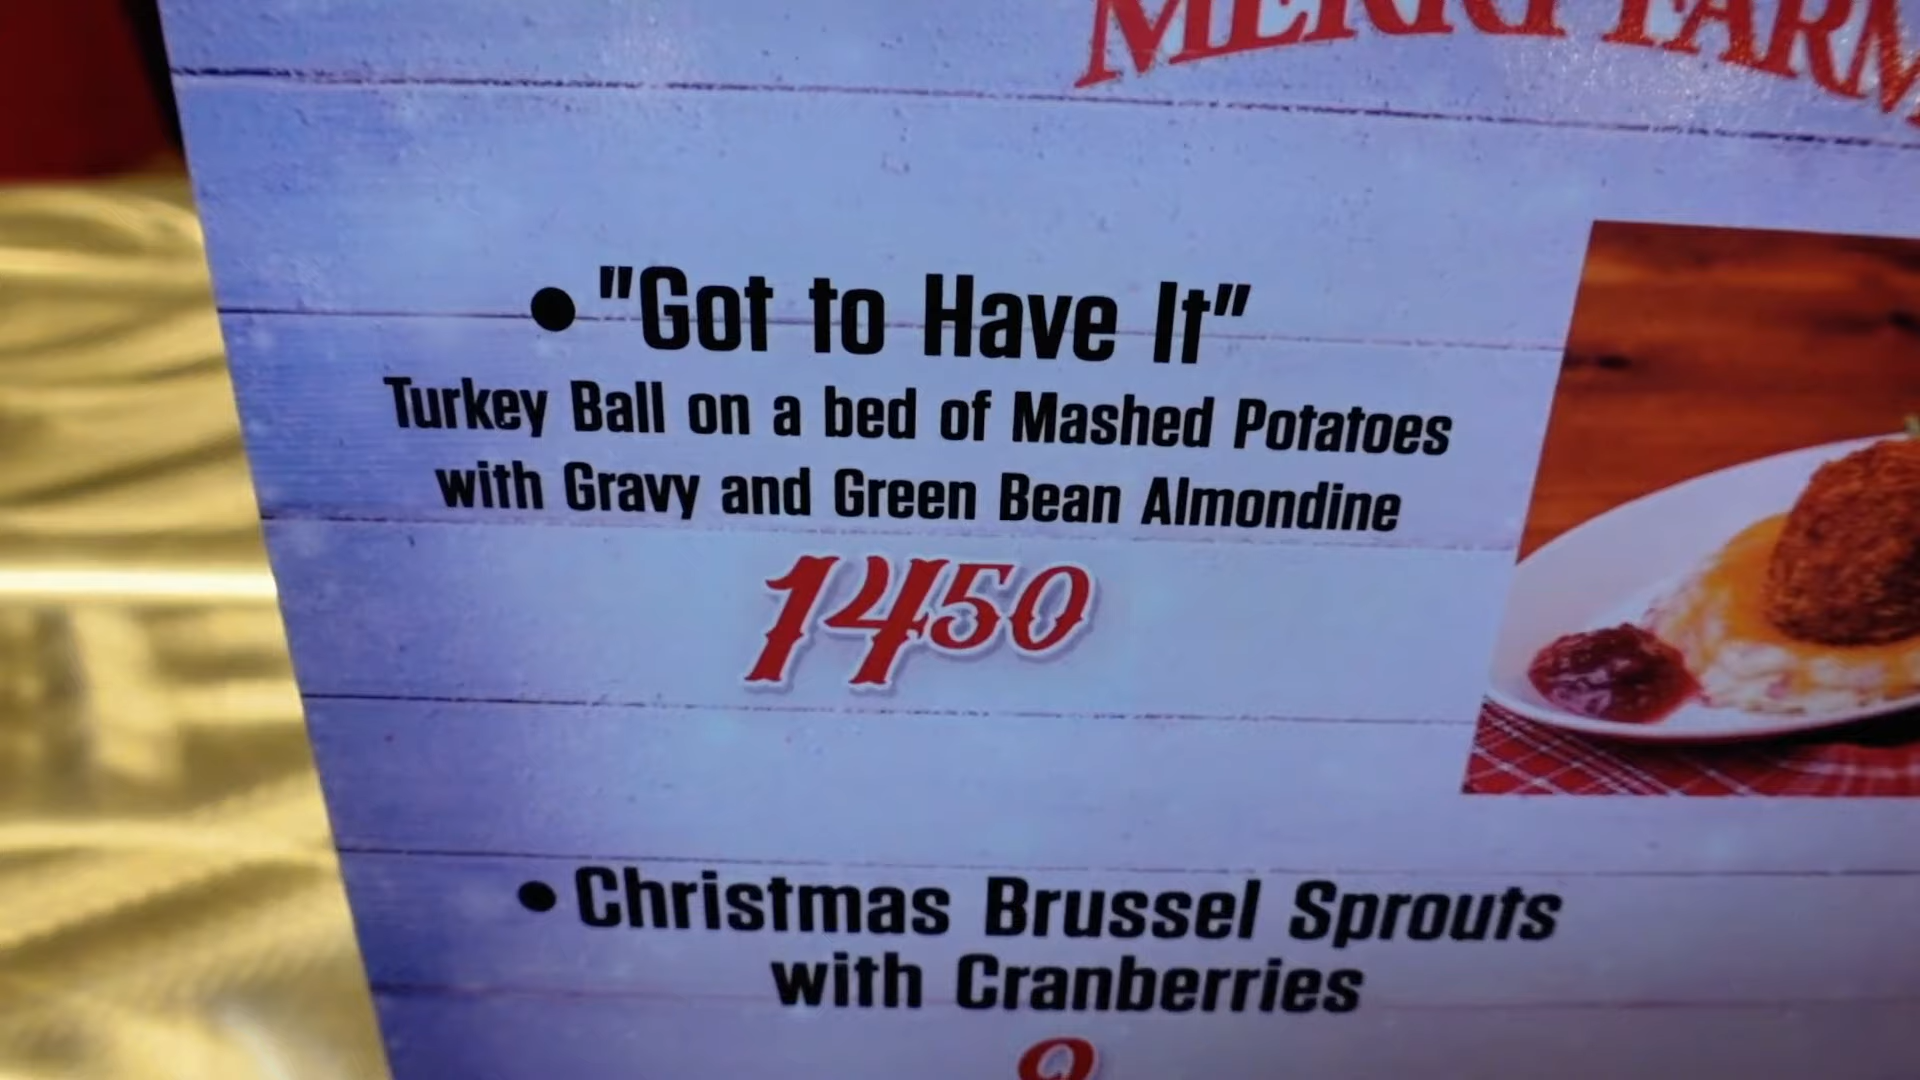 • "Got to Have It"
Turkey Ball on a bed of Mashed Potatoes
with Gravy and Green Bean Almondine
1450
• Christmas Brussel Sprouts
with Cranberries